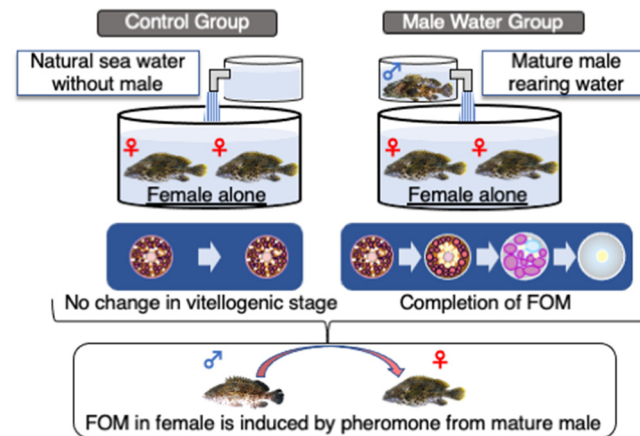 Control Group
Male Water Group
Natural sea water
without male
♂
Mature male
rearing water
♀ ♀
♀ ♀
Female alone
Female alone
No change in vitellogenic stage
Completion of FOM
♂ ♀
FOM in female is induced by pheromone from mature male